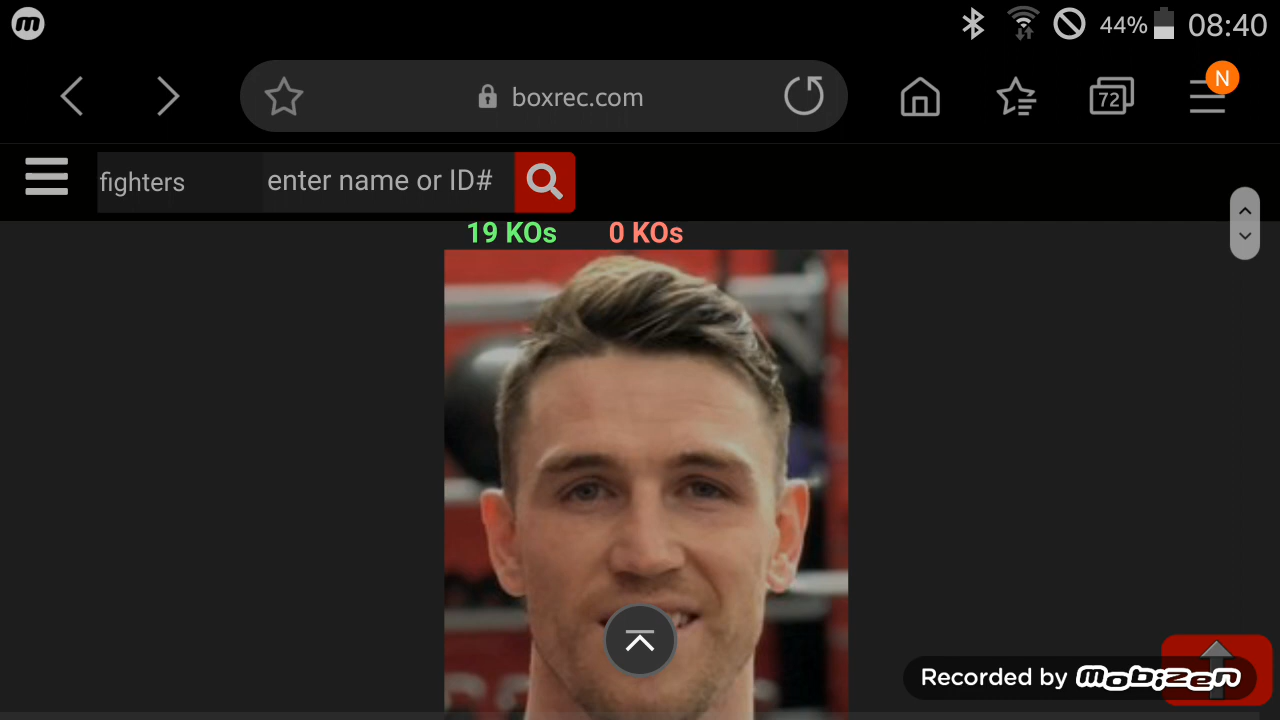 m
44% 08:40
boxrec.com
72
N
fighters
enter name or ID#
19 KOs 0 KOs
Recorded by mobizen